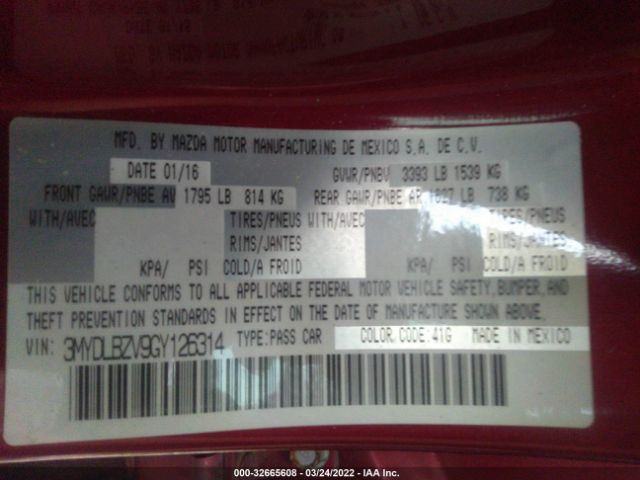 MFD. BY MAZDA MOTOR MANUFACTURING DE MEXICO S.A. DE C.V.
DATE 01/16 GVWR/PNBV 3393 LB 1539 KG
FRONT GAWR/PNBE AV 1795 LB 814 KG REAR GAWR/PNBE AR 1627 LB 738 KG
WITH/AVEC TIRES/PNEUS WITH/AVEC TIRES/PNEUS
RIMS/JANTES RIMS/JANTES
KPA/ PSI COLD/A FROID KPA/ PSI COLD/A FROID
THIS VEHICLE CONFORMS TO ALL APPLICABLE FEDERAL MOTOR VEHICLE SAFETY, BUMPER, AND
THEFT PREVENTION STANDARDS IN EFFECT ON THE DATE OF MANUFACTURE SHOWN ABOVE.
VIN: 3MYDLBZV9GY126314 TYPE:PASS CAR COLOR CODE:41G MADE IN MEXICO
000-32665608 - 03/24/2022 - IAA Inc.